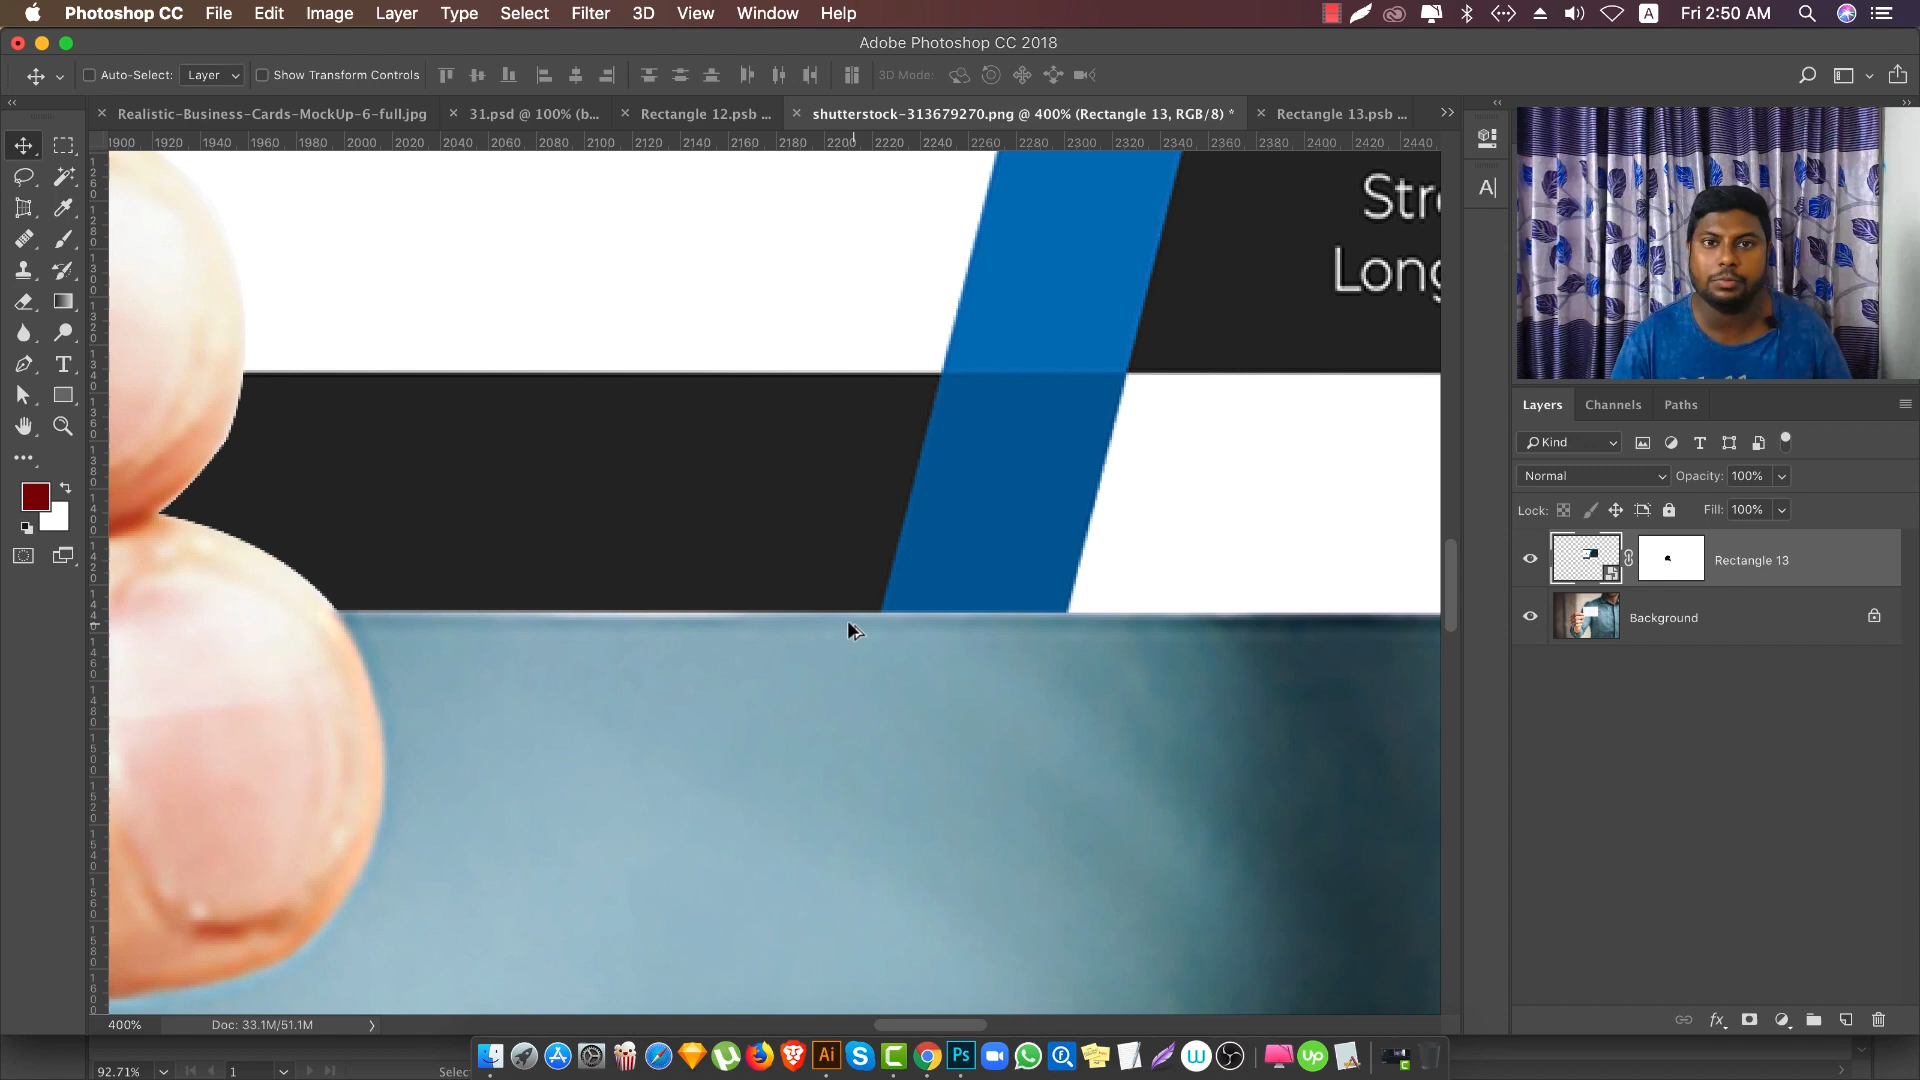 Photoshop CC File Edit Image Layer Type Select Filter 3D View Window Help Fri 2:50 AM
Adobe Photoshop CC 2018
Auto-Select: Layer Show Transform Controls 3D Mode:
Realistic-Business-Cards-MockUp-6-full.jpg 31.psd @ 100% (b... Rectangle 12.psb ... shutterstock-313679270.png @ 400% (Rectangle 13, RGB/8) * Rectangle 13.psb ...
1900 1920 1940 1960 1980 2000 2020 2040 2060 2080 2100 2120 2140 2160 2180 2200 2220 2240 2260 2280 2300 2320 2340 2360 2380 2400 2420 2440
Str
Long
Layers Channels Paths
Kind
Normal Opacity: 100%
Lock: Fill: 100%
Rectangle 13
Background
fx
400% Doc: 33.1M/51.1M
92.71% 1 Selec
Ai Ps Up